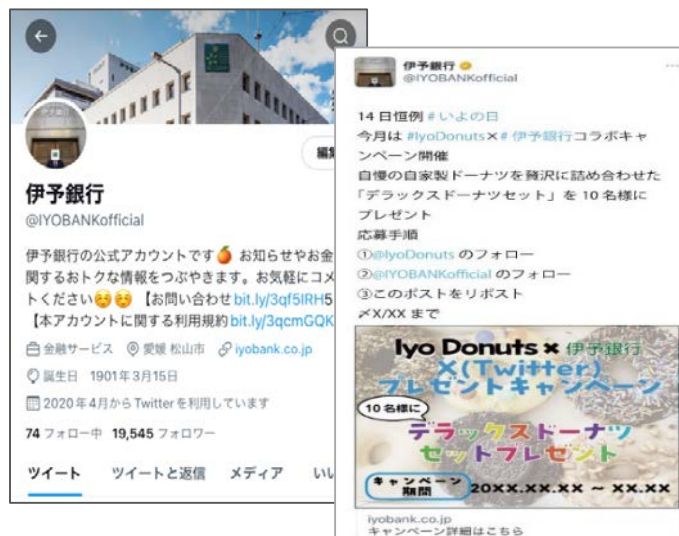 伊予銀行
@IYOBANKofficial
伊予銀行の公式アカウントです🍊 お知らせやお金
関するおトクな情報をつぶやきます。お気軽にコメ
トください☺️☺️ 【お問い合わせbit.ly/3qf5IRH5
【本アカウントに関する利用規約bit.ly/3qcmGQK
金融サービス 愛媛 松山市 iyobank.co.jp
誕生日 1901年3月15日
2020年4月からTwitterを利用しています
74 フォロー中 19,545 フォロワー
ツイート ツイートと返信 メディア いい
編
伊予銀行
@IYOBANKofficial
14日恒例 #いよの日
今月は #IyoDonuts×# 伊予銀行コラボキャ
ンペーン開催
自慢の自家製ドーナツを贅沢に詰め合わせた
「デラックスドーナツセット」を 10 名様に
プレゼント
応募手順
①@IyoDonuts のフォロー
②@IYOBANKofficial のフォロー
③このポストをリポスト
〆X/XX まで
Iyo Donuts × 伊予銀行
X(Twitter)
プレゼントキャンペーン
10 名様に
デラックスドーナツ
セットプレゼント
キャンペーン
期間 20XX.XX.XX ~ XX.XX
iyobank.co.jp
キャンペーン詳細はこちら